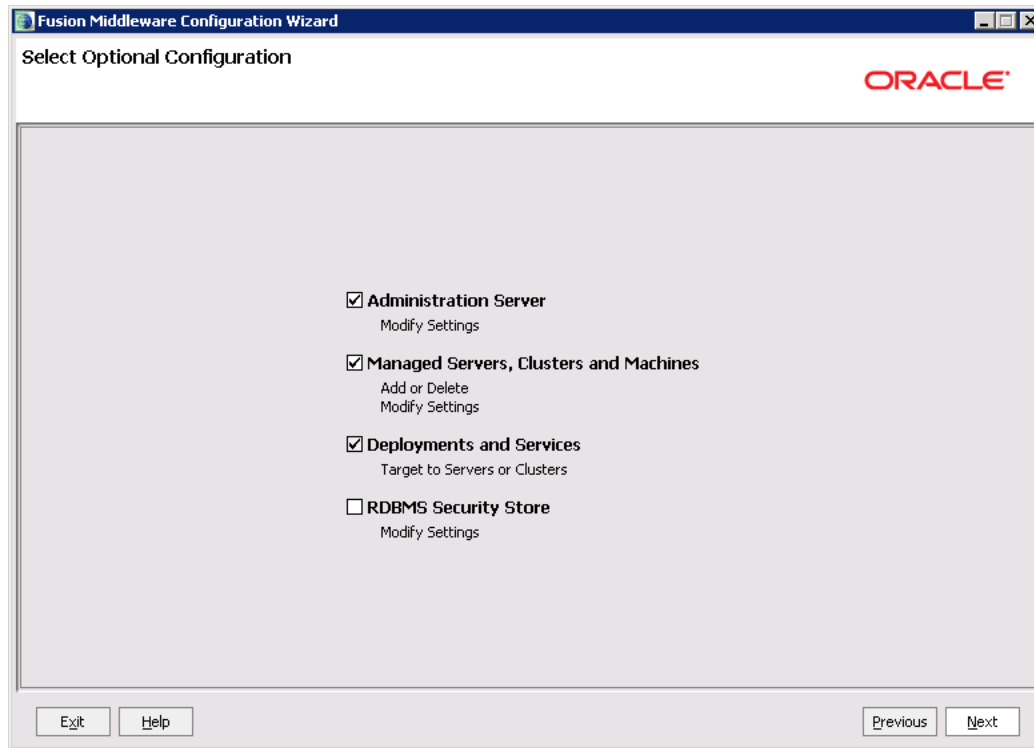 Fusion Middleware Configuration Wizard
Select Optional Configuration
ORACLE
Administration Server
Modify Settings
Managed Servers, Clusters and Machines
Add or Delete
Modify Settings
Deployments and Services
Target to Servers or Clusters
RDBMS Security Store
Modify Settings
Exit Help Previous Next